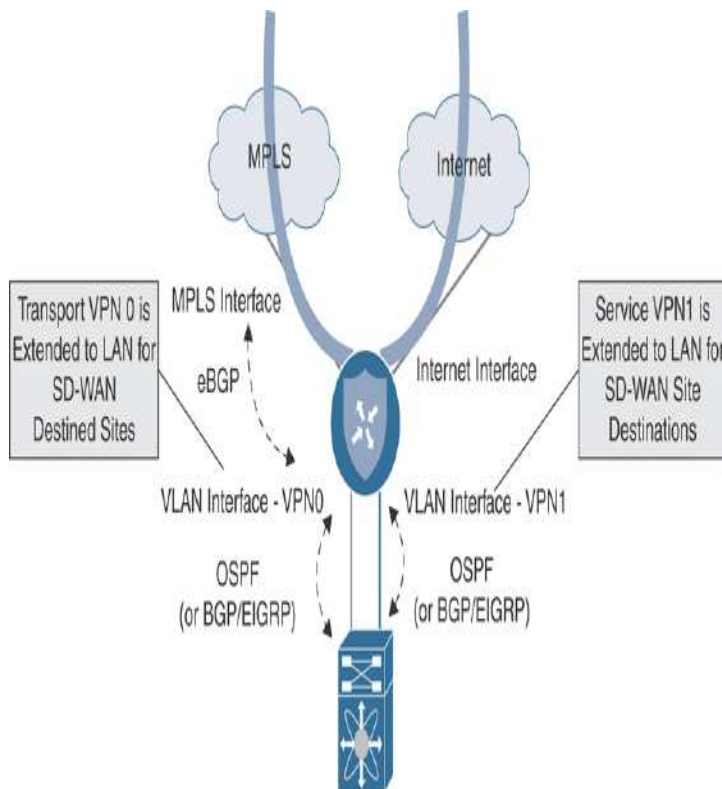 MPLS
Internet
Transport VPN 0 is
Extended to LAN for
SD-WAN
Destined Sites
MPLS Interface
eBGP
Service VPN1 is
Extended to LAN for
SD-WAN Site
Destinations
Internet Interface
VLAN Interface - VPN0
VLAN Interface - VPN1
OSPF
(or BGP/EIGRP)
OSPF
(or BGP/EIGRP)